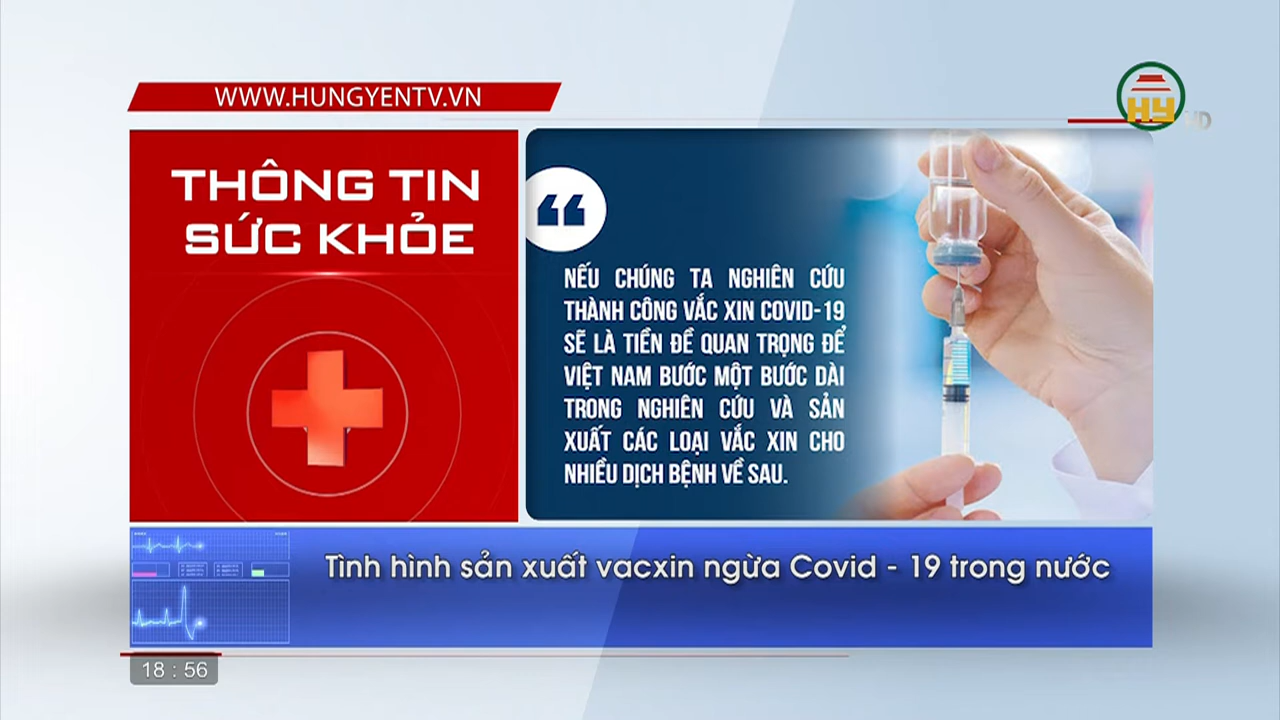 WWW.HUNGYENTV.VN
HY
HD
THÔNG TIN
SỨC KHỎE
NẾU CHÚNG TA NGHIÊN CỨU
THÀNH CÔNG VẮC XIN COVID-19
SẼ LÀ TIỀN ĐỀ QUAN TRỌNG ĐỂ
VIỆT NAM BƯỚC MỘT BƯỚC DÀI
TRONG NGHIÊN CỨU VÀ SẢN
XUẤT CÁC LOẠI VẮC XIN CHO
NHIỀU DỊCH BỆNH VỀ SAU.
Tình hình sản xuất vacxin ngừa Covid - 19 trong nước
18 : 56